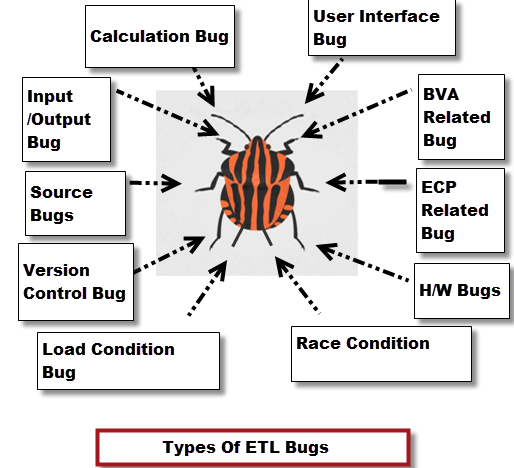 Calculation Bug
User Interface
Bug
Input
/Output
Bug
BVA
Related
Bug
Source
Bugs
ECP
Related
Bug
Version
Control Bug
H/W Bugs
Load Condition
Bug
Race Condition
Types Of ETL Bugs